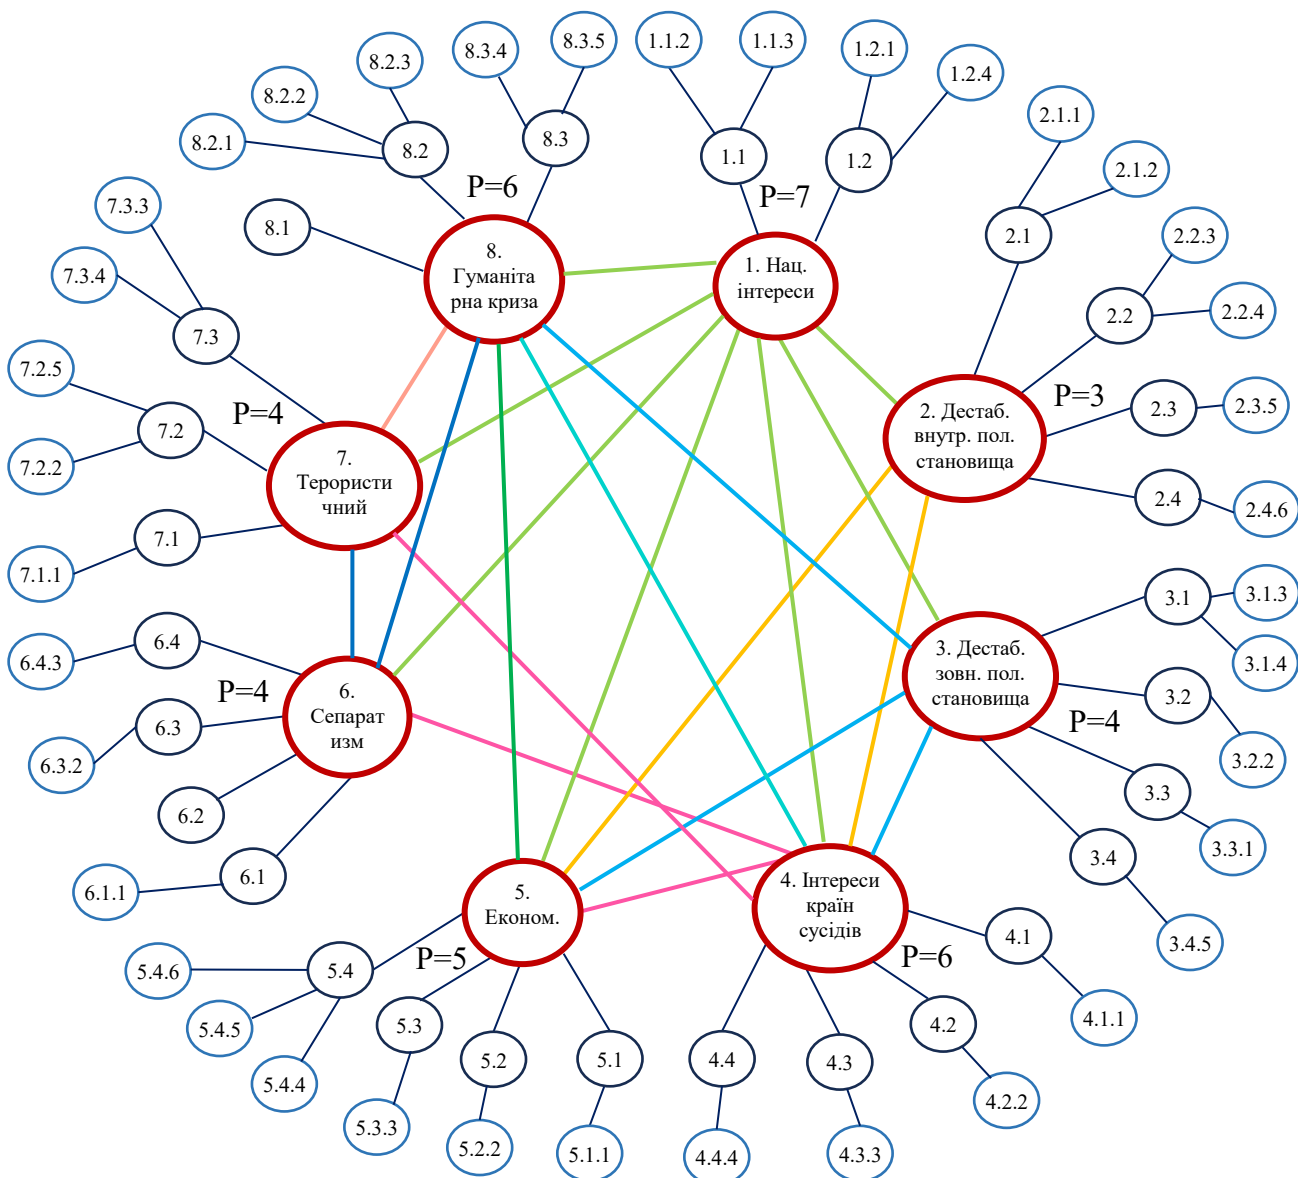 8.3.4
8.3.5
1.1.2
1.1.3
1.2.1
1.2.4
8.2.3
8.2.2
8.2.1
8.2
8.3
1.1
1.2
2.1.1
2.1.2
P=6
P=7
7.3.3
8.1
2.1
2.2.3
7.3.4
8.
Гуманіта
рна криза
1. Нац.
інтереси
7.3
2.2
2.2.4
7.2.5
P=4
7.2
P=3
2.3
2.3.5
2. Дестаб.
внутр. пол.
становища
7.2.2
7.
Терористи
чний
2.4
2.4.6
7.1
7.1.1
3.1
3.1.3
3.1.4
6.4
6.4.3
P=4
6.
Сепарат
изм
3. Дестаб.
зовн. пол.
становища
3.2
P=4
6.3
6.3.2
3.2.2
6.2
3.3
3.3.1
6.1
6.1.1
3.4
3.4.5
5.
Економ.
4. Інтереси
країн
сусідів
4.1
P=5
P=6
5.4
5.4.6
5.4.5
5.4.4
5.3
5.2
5.1
4.4
4.3
4.2
4.1.1
4.2.2
5.3.3
5.2.2
5.1.1
4.4.4
4.3.3